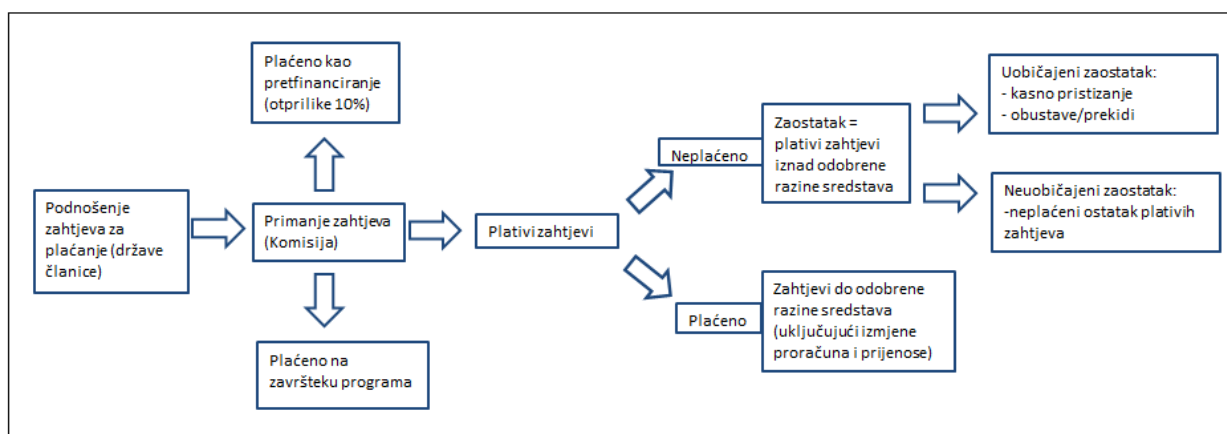 Podnošenje
zahtjeva za
plaćanje (države
članice)
Plaćeno kao
pretfinanciranje
(otprilike 10%)
Primanje zahtjeva
(Komisija)
Plaćeno na
završteku programa
Plativi zahtjevi
Neplaćeno
Zaostatak =
plativi zahtjevi
iznad odobrene
razine sredstava
Uobičajeni zaostatak:
- kasno pristizanje
- obustave/prekidi
Neuobičajeni zaostatak:
-neplaćeni ostatak plativih
zahtjeva
Plaćeno
Zahtjevi do odobrene
razine sredstava
(uključujući izmjene
proračuna i prijenose)